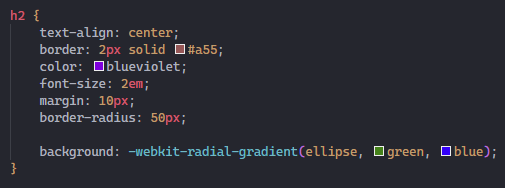 h2 {
    text-align: center;
    border: 2px solid #a55;
    color: blueviolet;
    font-size: 2em;
    margin: 10px;
    border-radius: 50px;

    background: -webkit-radial-gradient(ellipse, green, blue);
}